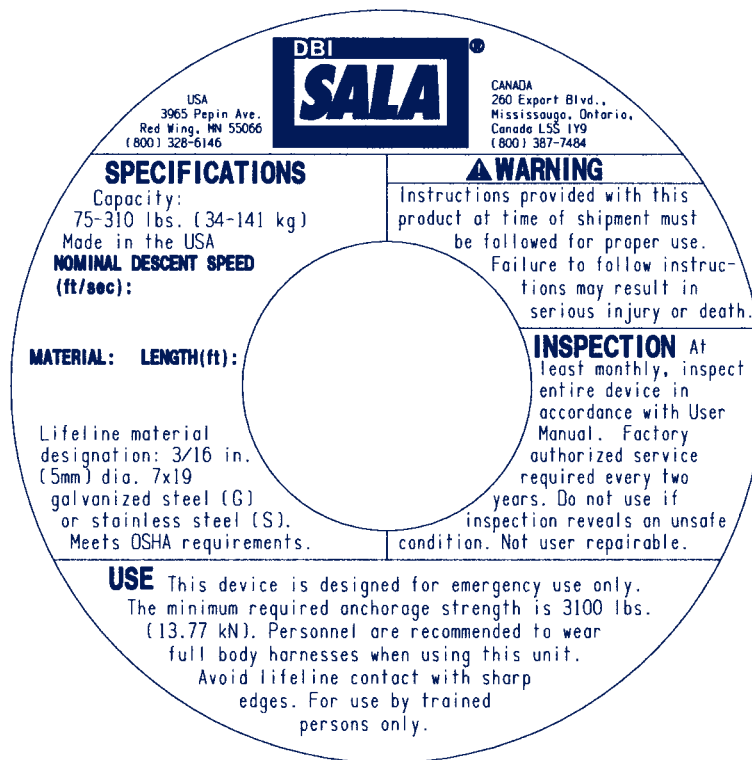 DBI
SALA®
USA
3965 Pepin Ave.
Red Wing, MN 55066
(800) 328-6146
CANADA
260 Export Blvd.,
Mississauga, Ontario,
Canada L5S 1Y9
(800) 387-7484
SPECIFICATIONS
Capacity:
75-310 lbs. (34-141 kg)
Made in the USA
NOMINAL DESCENT SPEED
(ft/sec):
MATERIAL: LENGTH(ft):
Lifeline material
designation: 3/16 in.
(5mm) dia. 7x19
galvanized steel (G)
or stainless steel (S).
Meets OSHA requirements.
WARNING
Instructions provided with this
product at time of shipment must
be followed for proper use.
Failure to follow instruc-
tions may result in
serious injury or death.
INSPECTION At
least monthly, inspect
entire device in
accordance with User
Manual. Factory
authorized service
required every two
years. Do not use if
inspection reveals an unsafe
condition. Not user repairable.
USE This device is designed for emergency use only.
The minimum required anchorage strength is 3100 lbs.
(13.77 kN). Personnel are recommended to wear
full body harnesses when using this unit.
Avoid lifeline contact with sharp
edges. For use by trained
persons only.